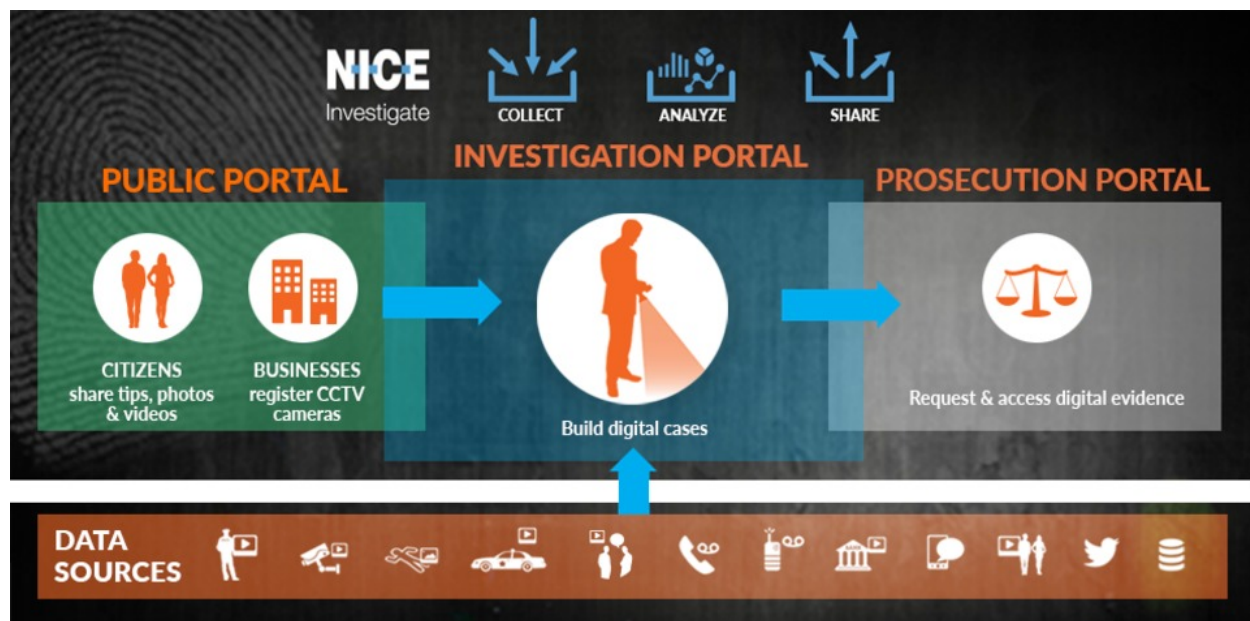 NICE
Investigate
COLLECT
ANALYZE
SHARE
PUBLIC PORTAL
INVESTIGATION PORTAL
PROSECUTION PORTAL
CITIZENS
share tips, photos
& videos
BUSINESSES
register CCTV
cameras
Build digital cases
Request & access digital evidence
DATA
SOURCES